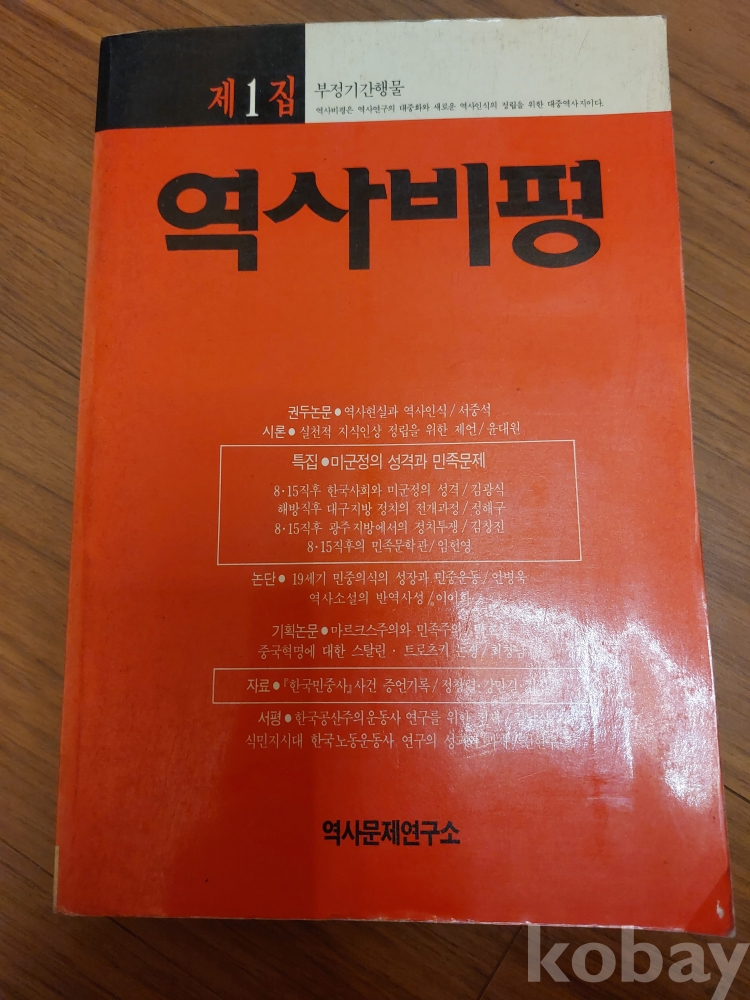 제1집
부정기간행물
역사비평은 역사연구의 대중화와 새로운 역사인식의 정립을 위한 대중역사지이다.
역사비평
권두논문 ● 역사현실과 역사인식/서중석
시론 ● 실천적 지식인상 정립을 위한 제언/윤대원
특집 ● 미군정의 성격과 민족문제
8·15직후 한국사회와 미군정의 성격/김광식
해방직후 대구지방 정치의 전개과정/정해구
8·15직후 광주지방에서의 정치투쟁/김창진
8·15직후의 민족문학관/임헌영
논단 ● 19세기 민중의식의 성장과 민중운동/안병욱
역사소설의 반역사성/이이화
기획논문 ● 마르크스주의와 민족주의
중국혁명에 대한 스탈린 · 트로츠키 논쟁
자료 ●『한국민중사』사건 증언기록/정창렬·강만길
서평 ● 한국공산주의운동사 연구를 위한
식민지시대 한국노동운동사 연구의
역사문제연구소
kobay